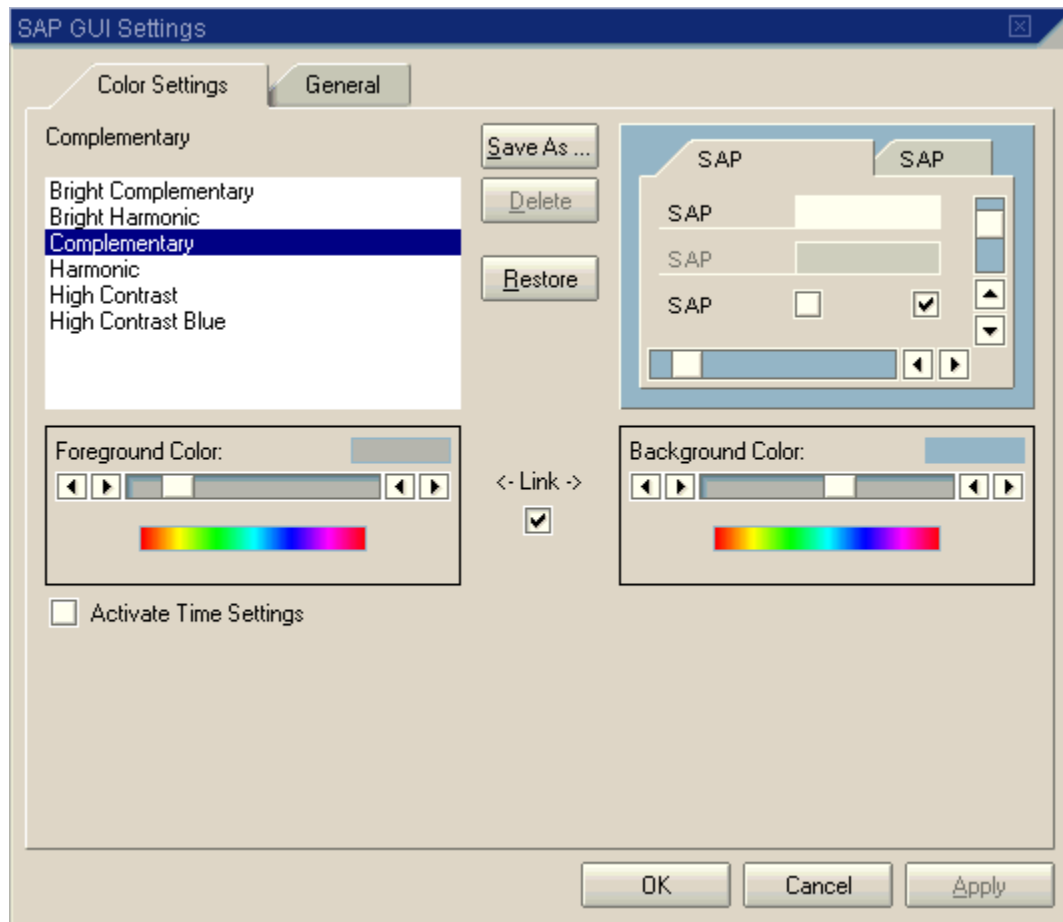 SAP GUI Settings
Color Settings
General
Complementary
Save As ...
Bright Complementary
Bright Harmonic
Complementary
Harmonic
High Contrast
High Contrast Blue
Delete
Restore
SAP
SAP
SAP
SAP
SAP
Foreground Color:
<- Link ->
Background Color:
Activate Time Settings
OK
Cancel
Apply